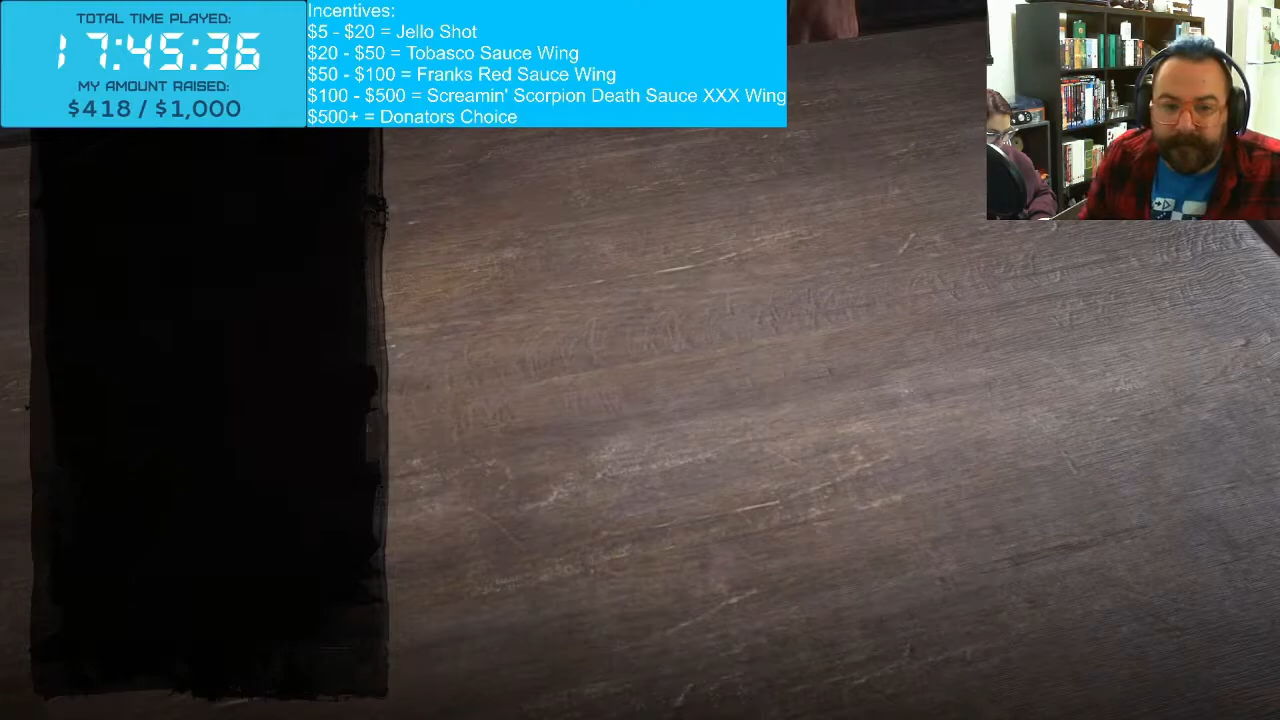 TOTAL TIME PLAYED:
17:45:36
MY AMOUNT RAISED:
$418 / $1,000
Incentives:
$5 - $20 = Jello Shot
$20 - $50 = Tobasco Sauce Wing
$50 - $100 = Franks Red Sauce Wing
$100 - $500 = Screamin' Scorpion Death Sauce XXX Wing
$500+ = Donators Choice